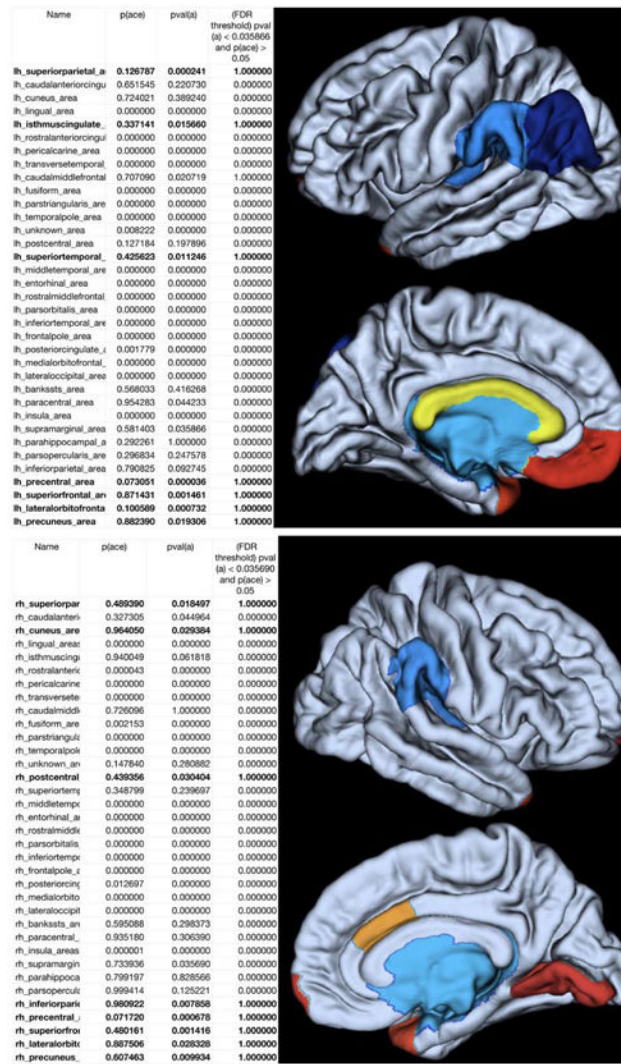 Name p(ace) pval(a) (FDR
threshold) pval
(a) < 0.035866
and p(ace) >
0.05
lh_superiorparietal_a 0.126787 0.000241 1.000000
lh_caudalanteriorcingu 0.651545 0.220730 0.000000
lh_cuneus_area 0.724021 0.389240 0.000000
lh_lingual_area 0.000000 0.000000 0.000000
lh_isthmuscingulate_ 0.337141 0.015660 1.000000
lh_rostralanteriorcingul 0.000000 0.000000 0.000000
lh_pericalcarine_area 0.000000 0.000000 0.000000
lh_transversetemporal_ 0.000000 0.000000 0.000000
lh_caudalmiddlefrontal 0.707090 0.020719 1.000000
lh_fusiform_area 0.000000 0.000000 0.000000
lh_parstriangularis_are 0.000000 0.000000 0.000000
lh_temporalpole_area 0.000000 0.000000 0.000000
lh_unknown_area 0.008222 0.000000 0.000000
lh_postcentral_area 0.127184 0.197896 0.000000
lh_superiortemporal_ 0.425623 0.011246 1.000000
lh_middletemporal_are 0.000000 0.000000 0.000000
lh_entorhinal_area 0.000000 0.000000 0.000000
lh_rostralmiddlefrontal_ 0.000000 0.000000 0.000000
lh_parsorbitalis_area 0.000000 0.000000 0.000000
lh_inferiortemporal_are 0.000000 0.000000 0.000000
lh_frontalpole_area 0.000000 0.000000 0.000000
lh_posteriorcingulate_a 0.001779 0.000000 0.000000
lh_medialorbitofrontal_ 0.000000 0.000000 0.000000
lh_lateraloccipital_area 0.000000 0.000000 0.000000
lh_bankssts_area 0.568033 0.416268 0.000000
lh_paracentral_area 0.954283 0.044233 0.000000
lh_insula_area 0.000000 0.000000 0.000000
lh_supramarginal_area 0.581403 0.035866 0.000000
lh_parahippocampal_a 0.292261 1.000000 0.000000
lh_parsopercularis_are 0.296834 0.247578 0.000000
lh_inferiorparietal_area 0.790825 0.092745 0.000000
lh_precentral_area 0.073051 0.000036 1.000000
lh_superiorfrontal_are 0.871431 0.001461 1.000000
lh_lateralorbitofronta 0.100589 0.000732 1.000000
lh_precuneus_area 0.882390 0.019306 1.000000
Name p(ace) pval(a) (FDR
threshold) pval
(a) < 0.035690
and p(ace) >
0.05
rh_superiorpar 0.489390 0.018497 1.000000
rh_caudalanteri 0.327305 0.044964 0.000000
rh_cuneus_are 0.964050 0.029384 1.000000
rh_lingual_areas 0.000000 0.000000 0.000000
rh_isthmuscingu 0.940049 0.061818 0.000000
rh_rostralanteric 0.000043 0.000000 0.000000
rh_pericalcarine 0.000000 0.000000 0.000000
rh_transversete 0.000000 0.000000 0.000000
rh_caudalmiddl 0.726096 1.000000 0.000000
rh_fusiform_are 0.002153 0.000000 0.000000
rh_parstriangula 0.000000 0.000000 0.000000
rh_temporalpole 0.000000 0.000000 0.000000
rh_unknown_are 0.147840 0.280882 0.000000
rh_postcentral 0.439356 0.030404 1.000000
rh_superiortemp 0.348799 0.239697 0.000000
rh_middletempo 0.000000 0.000000 0.000000
rh_entorhinal_ar 0.000000 0.000000 0.000000
rh_rostralmiddle 0.000000 0.000000 0.000000
rh_parsorbitalis_ 0.000000 0.000000 0.000000
rh_inferiortempo 0.000000 0.000000 0.000000
rh_frontalpole_a 0.000000 0.000000 0.000000
rh_posteriorcing 0.012697 0.000000 0.000000
rh_medialorbito 0.000000 0.000000 0.000000
rh_lateraloccipit 0.000000 0.000000 0.000000
rh_bankssts_are 0.595088 0.298373 0.000000
rh_paracentral_ 0.935180 0.306390 0.000000
rh_insula_areas 0.000001 0.000000 0.000000
rh_supramargin 0.733936 0.035690 0.000000
rh_parahippoca 0.799197 0.828566 0.000000
rh_parsopercula 0.999414 0.125221 0.000000
rh_inferiorparie 0.980922 0.007858 1.000000
rh_precentral_ 0.071720 0.000678 1.000000
rh_superiorfro 0.480161 0.001416 1.000000
rh_lateralorbitc 0.887506 0.028328 1.000000
rh_precuneus_ 0.607463 0.009934 1.000000